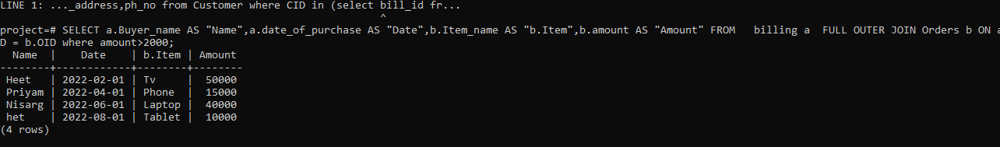 LINE 1: ..._address,ph_no from Customer where CID in (select bill_id fr...
^
project=# SELECT a.Buyer_name AS "Name",a.date_of_purchase AS "Date",b.Item_name AS "b.Item",b.amount AS "Amount" FROM   billing a  FULL OUTER JOIN Orders b ON a
D = b.OID where amount>2000;
  Name  |    Date    | b.Item | Amount
--------+------------+--------+--------
 Heet   | 2022-02-01 | Tv     |  50000
 Priyam | 2022-04-01 | Phone  |  15000
 Nisarg | 2022-06-01 | Laptop |  40000
 het    | 2022-08-01 | Tablet |  10000
(4 rows)